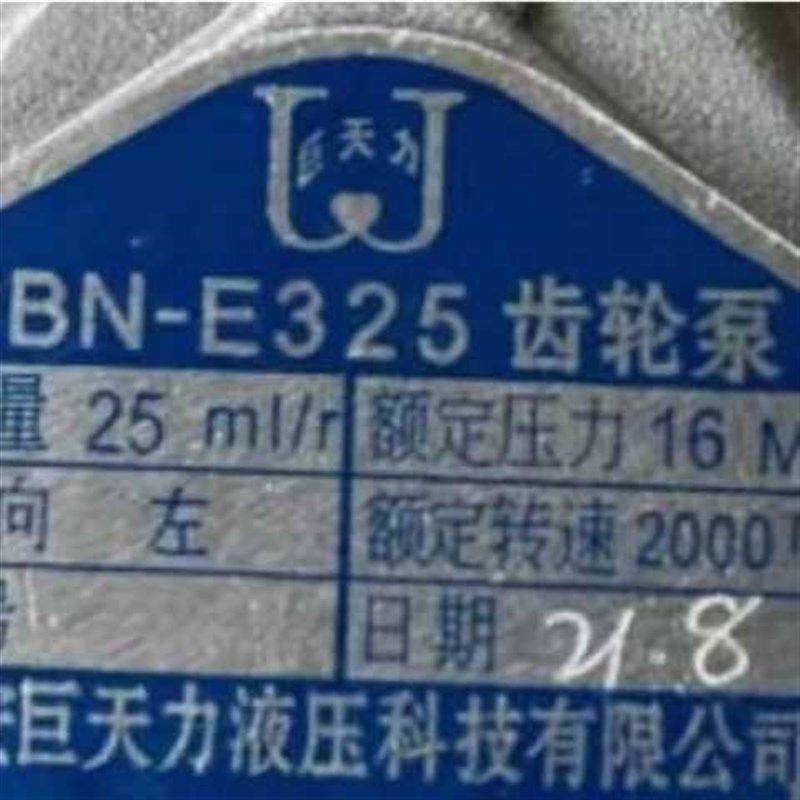 巨天力
BN-E325 齿轮泵
量 25 ml/r 额定压力 16 M
向 左 额定转速 2000
日期 21.8
巨天力液压科技有限公司